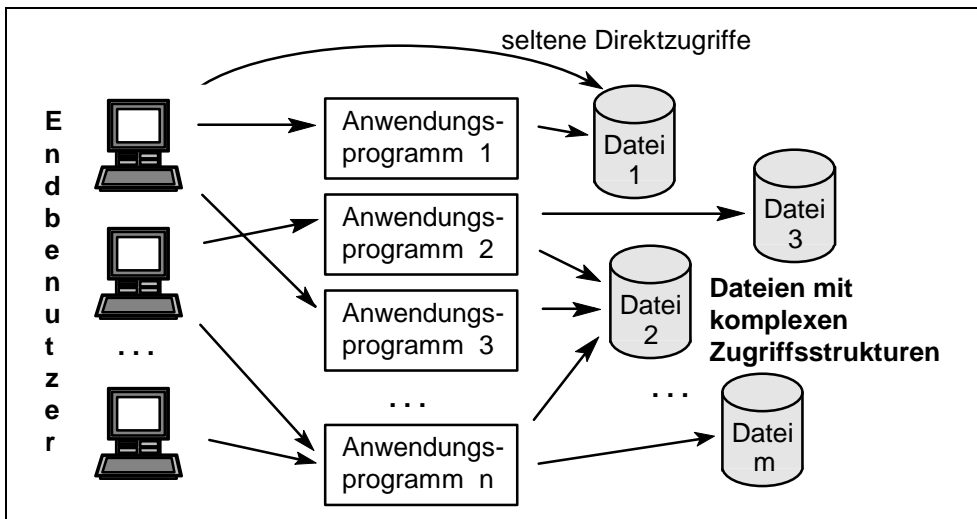 seltene Direktzugriffe
Endbenutzer
Anwendungs-
programm 1
Datei
1
Anwendungs-
programm 2
Datei
3
Anwendungs-
programm 3
Datei
2
Dateien mit
komplexen
Zugriffsstrukturen
. . .
. . .
. . .
Anwendungs-
programm n
Datei
m